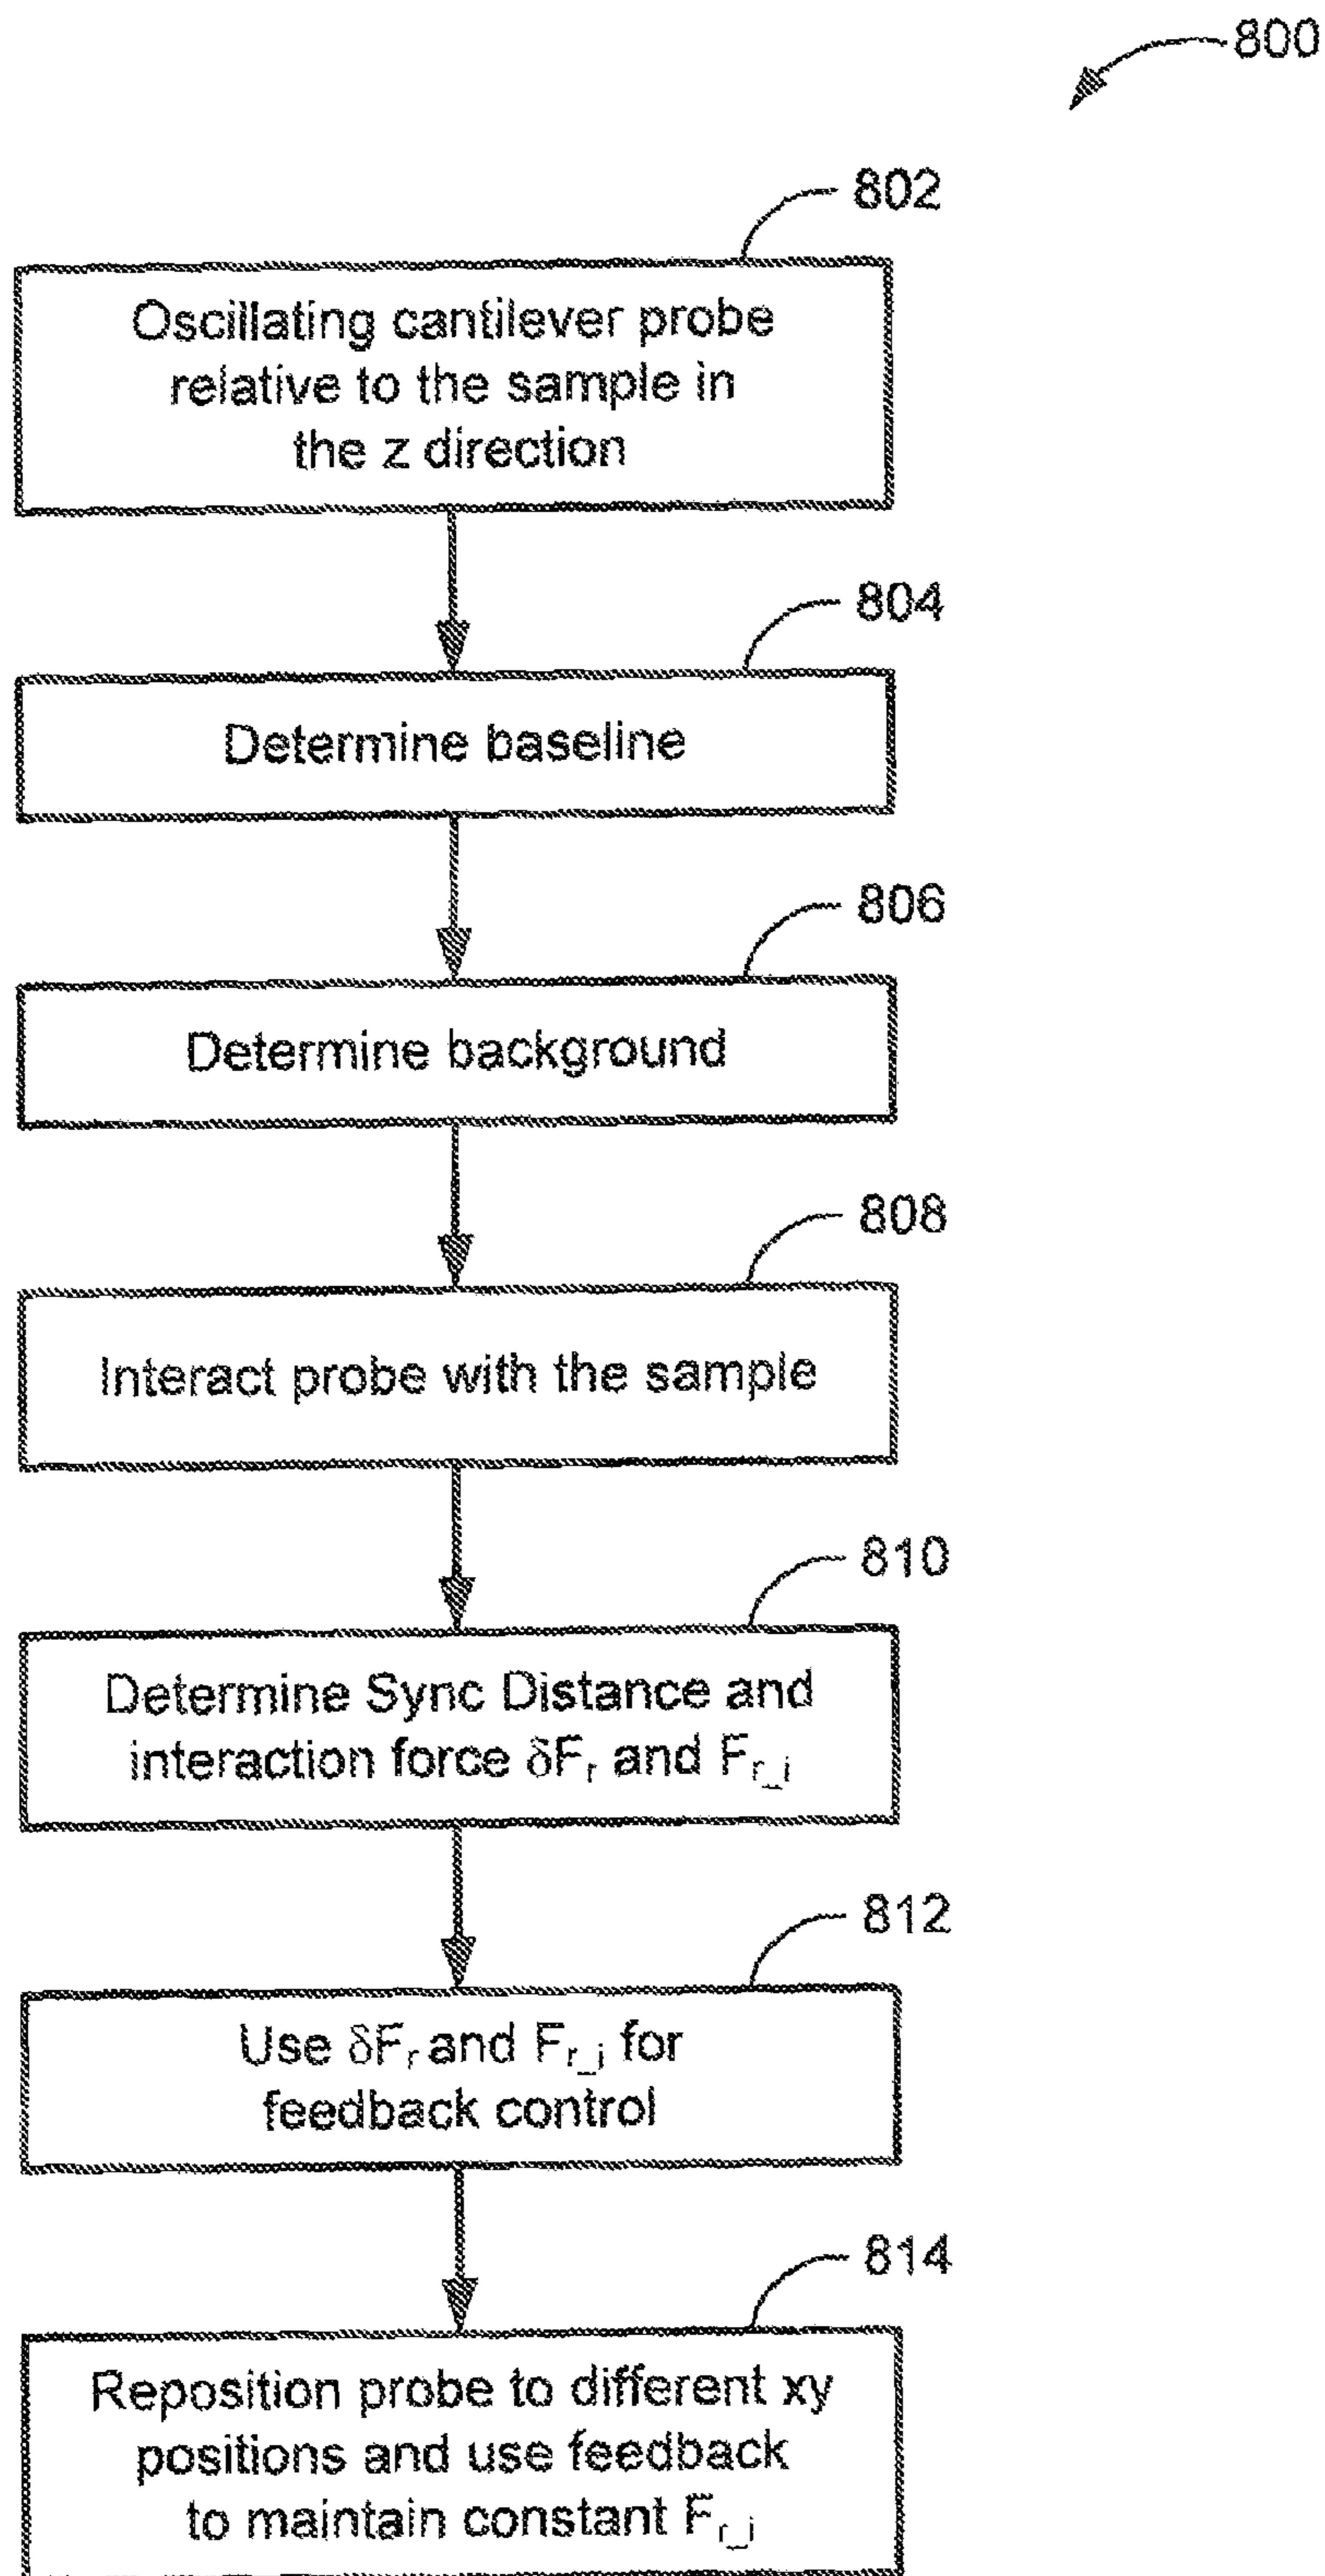 800
802
Oscillating cantilever probe
relative to the sample in
the z direction
804
Determine baseline
806
Determine background
808
Interact probe with the sample
810
Determine Sync Distance and
interaction force δFr and Fr_i
812
Use δFr and Fr_i for
feedback control
814
Reposition probe to different xy
positions and use feedback
to maintain constant Fr_i